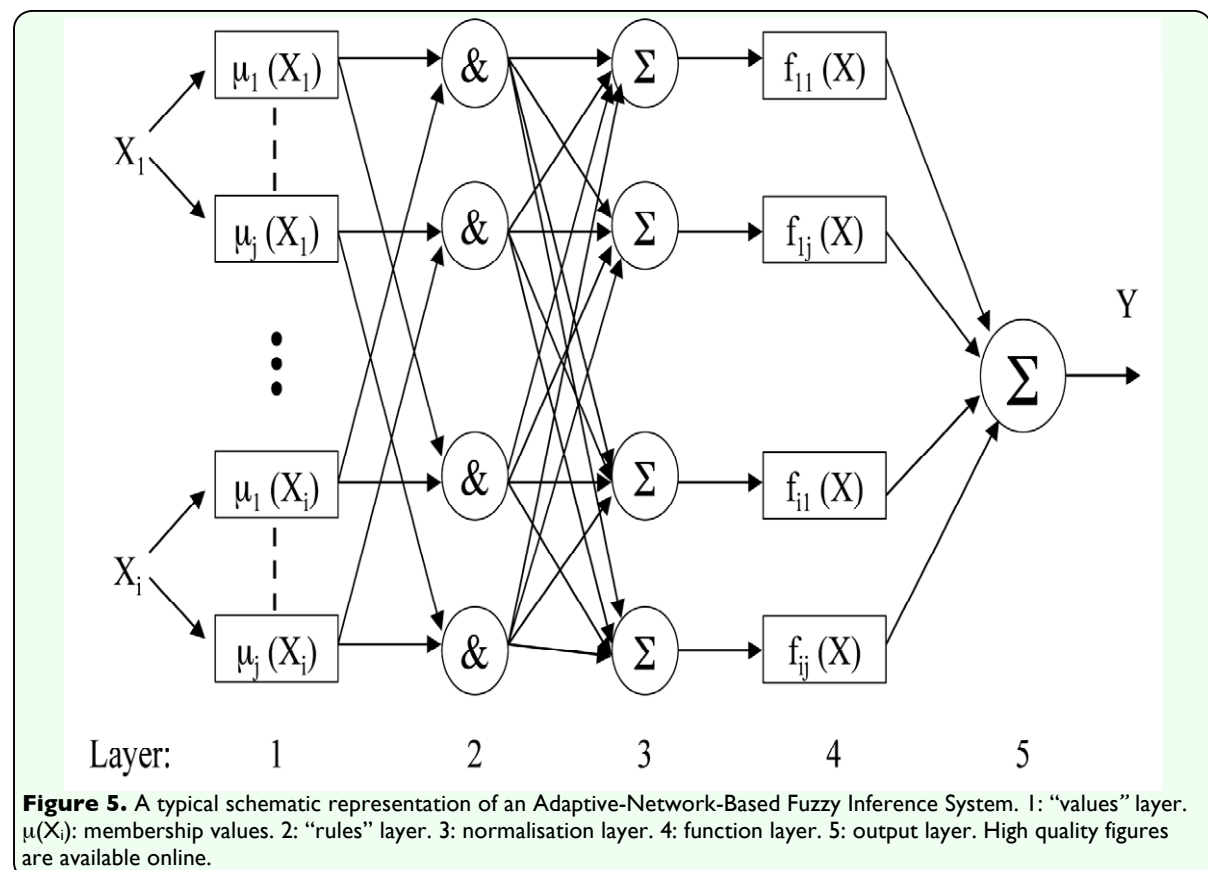 μ1 (X1) & Σ f11 (X)
X1
μj (X1) & Σ f1j (X)
Y
Σ
μ1 (Xi) & Σ fi1 (X)
Xi
μj (Xi) & Σ fij (X)
Layer: 1 2 3 4 5
Figure 5. A typical schematic representation of an Adaptive-Network-Based Fuzzy Inference System. 1: “values” layer.
μ(Xi): membership values. 2: “rules” layer. 3: normalisation layer. 4: function layer. 5: output layer. High quality figures
are available online.